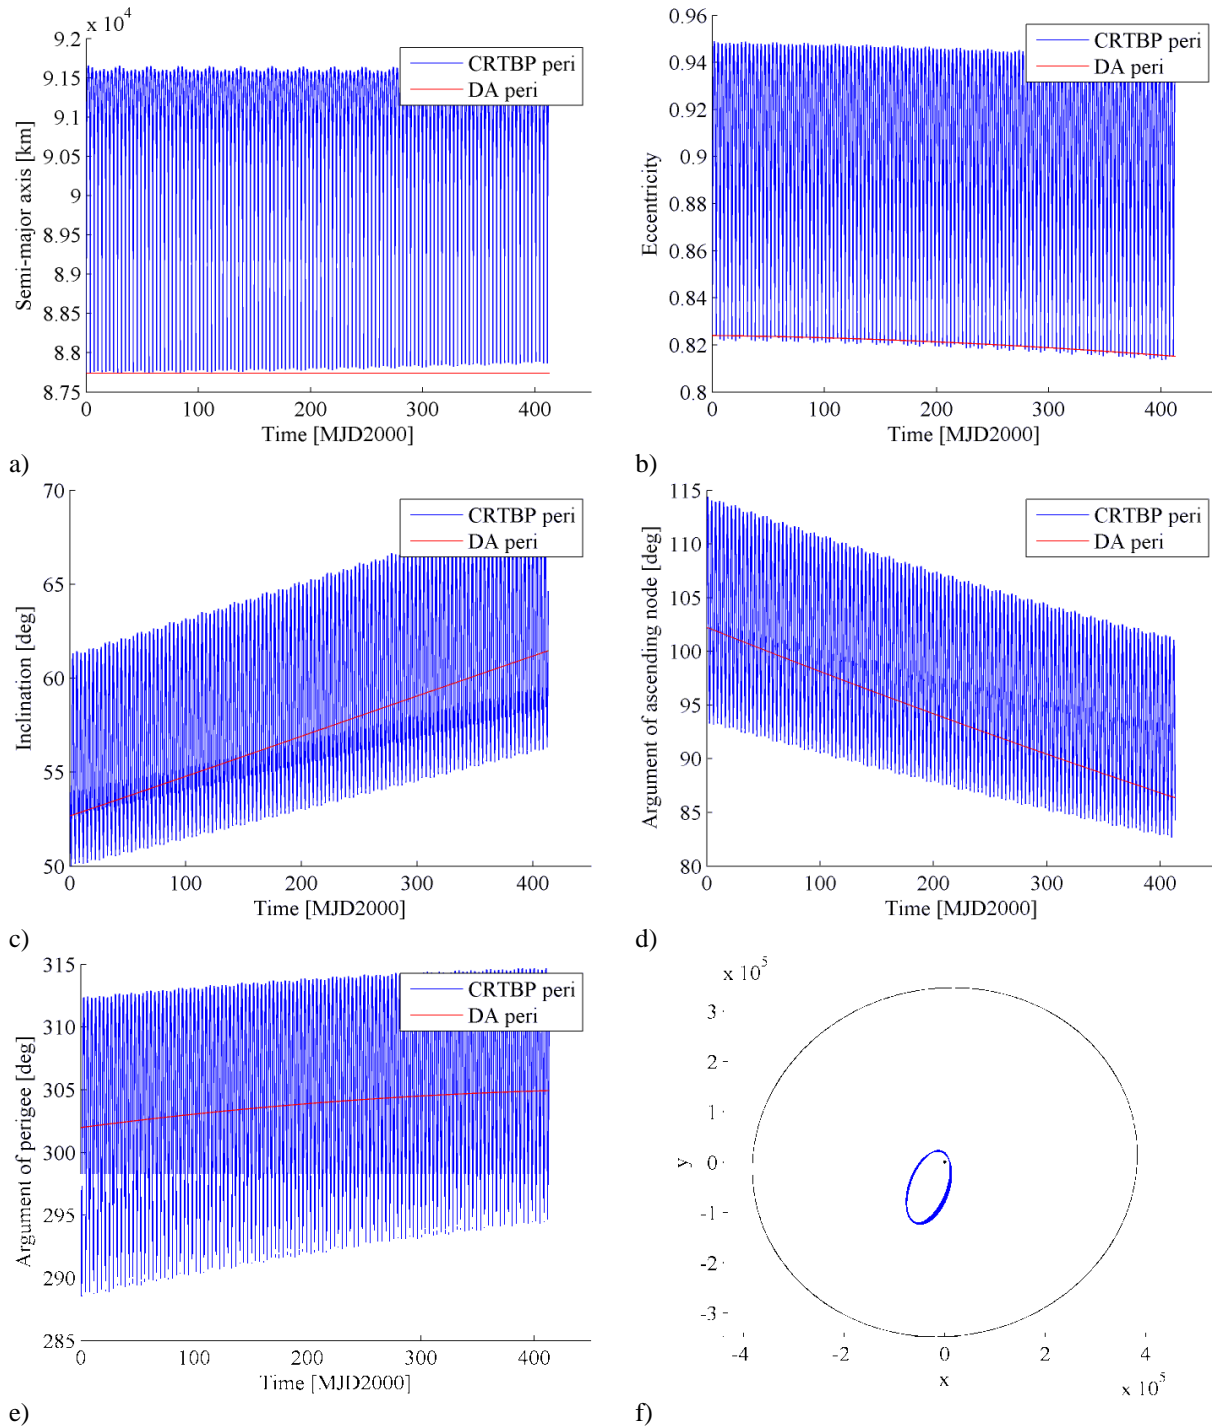 x 10⁴
9.2
9.15
9.1
9.05
9
8.95
8.9
8.85
8.8
8.75
Semi-major axis [km]
CRTBP peri
DA peri
0 100 200 300 400
Time [MJD2000]
a)
0.96
0.94
0.92
0.9
0.88
0.86
0.84
0.82
0.8
Eccentricity
CRTBP peri
DA peri
0 100 200 300 400
Time [MJD2000]
b)
70
65
60
55
50
Inclination [deg]
CRTBP peri
DA peri
0 100 200 300 400
Time [MJD2000]
c)
115
110
105
100
95
90
85
80
Argument of ascending node [deg]
CRTBP peri
DA peri
0 100 200 300 400
Time [MJD2000]
d)
315
310
305
300
295
290
285
Argument of perigee [deg]
CRTBP peri
DA peri
0 100 200 300 400
Time [MJD2000]
e)
x 10⁵
3
2
1
0
-1
-2
-3
y
-4 -2 0 2 4
x
x 10⁵
f)